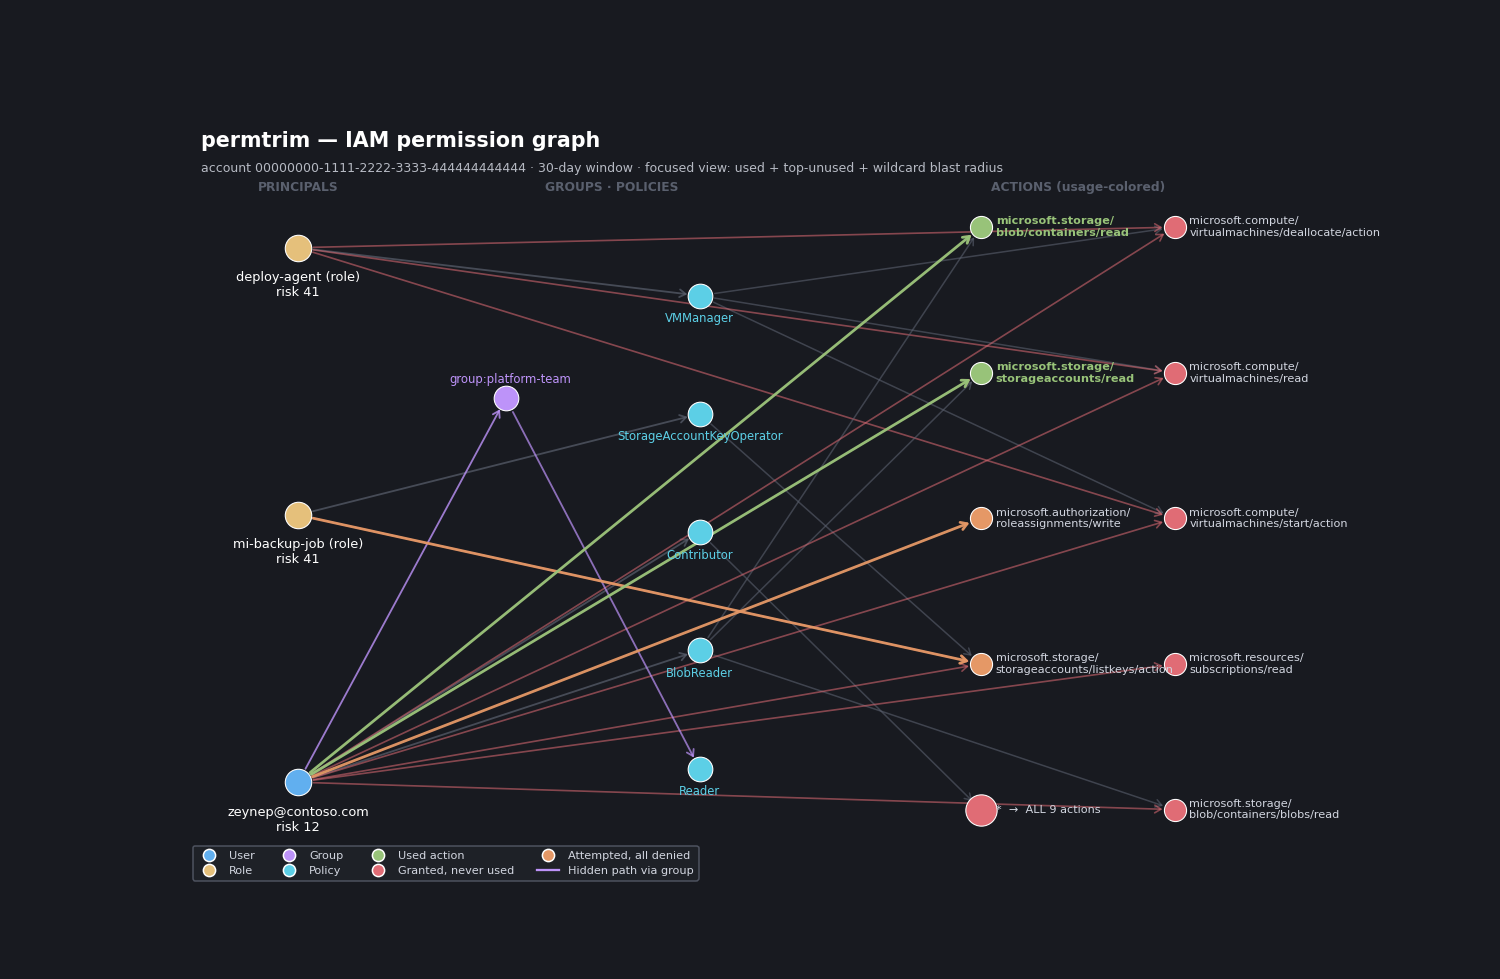 permtrim — IAM permission graph
account 00000000-1111-2222-3333-444444444444 · 30-day window · focused view: used + top-unused + wildcard blast radius
PRINCIPALS
GROUPS · POLICIES
ACTIONS (usage-colored)
deploy-agent (role)
risk 41
mi-backup-job (role)
risk 41
zeynep@contoso.com
risk 12
group:platform-team
VMManager
StorageAccountKeyOperator
Contributor
BlobReader
Reader
microsoft.storage/
blob/containers/read
microsoft.storage/
storageaccounts/read
microsoft.authorization/
roleassignments/write
microsoft.storage/
storageaccounts/listkeys/action
* → ALL 9 actions
microsoft.compute/
virtualmachines/deallocate/action
microsoft.compute/
virtualmachines/read
microsoft.compute/
virtualmachines/start/action
microsoft.resources/
subscriptions/read
microsoft.storage/
blob/containers/blobs/read
User
Role
Group
Policy
Used action
Granted, never used
Attempted, all denied
Hidden path via group